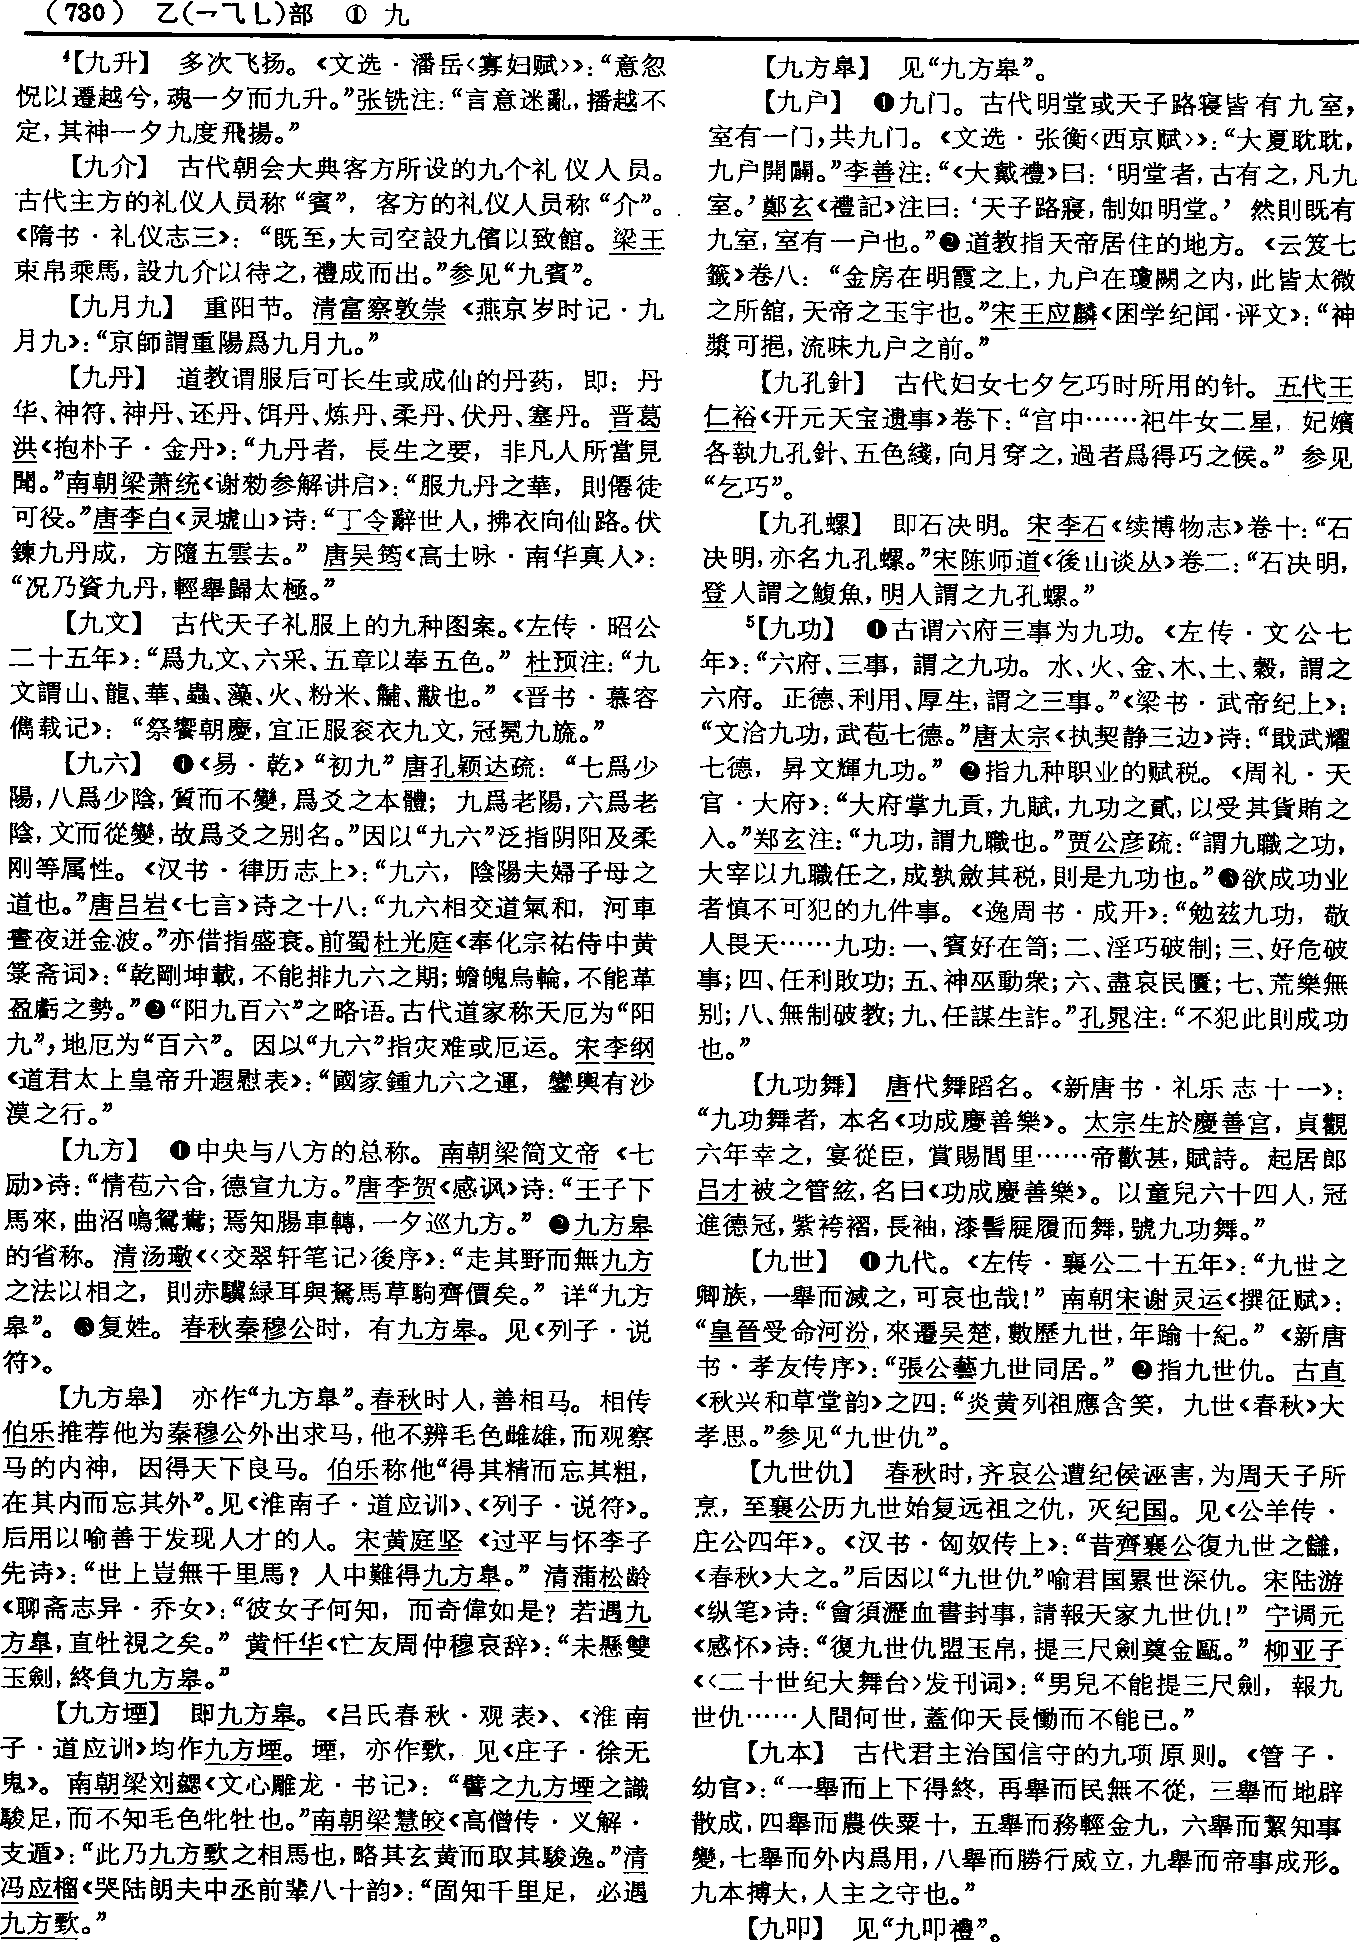 （730） 乙(乛⺄乚)部 ① 九
⁴【九升】 多次飞扬。《文选·潘岳〈寡妇赋〉》：“意忽
怳以遷越兮，魂一夕而九升。”张铣注：“言意迷亂，播越不
定，其神一夕九度飛揚。”
【九介】 古代朝会大典客方所设的九个礼仪人员。
古代主方的礼仪人员称“賓”，客方的礼仪人员称“介”。
《隋书·礼仪志三》：“既至，大司空設九儐以致館。梁王
束帛乘馬，設九介以待之，禮成而出。”参见“九賓”。
【九月九】 重阳节。清富察敦崇《燕京岁时记·九
月九》：“京師謂重陽爲九月九。”
【九丹】 道教谓服后可长生或成仙的丹药，即：丹
华、神符、神丹、还丹、饵丹、炼丹、柔丹、伏丹、塞丹。晋葛
洪《抱朴子·金丹》：“九丹者，長生之要，非凡人所當見
聞。”南朝梁萧统《谢勑参解讲启》：“服九丹之華，則僊徒
可役。”唐李白《灵墟山》诗：“丁令辭世人，拂衣向仙路。伏
鍊九丹成，方隨五雲去。”唐吴筠《高士咏·南华真人》：
“况乃資九丹，輕舉歸太極。”
【九文】 古代天子礼服上的九种图案。《左传·昭公
二十五年》：“爲九文、六采、五章以奉五色。”杜预注：“九
文謂山、龍、華、蟲、藻、火、粉米、黼、黻也。”《晋书·慕容
儁载记》：“祭饗朝慶，宜正服衮衣九文，冠冕九旒。”
【九六】 ❶《易·乾》“初九”唐孔颖达疏：“七爲少
陽，八爲少陰，質而不變，爲爻之本體；九爲老陽，六爲老
陰，文而從變，故爲爻之别名。”因以“九六”泛指阴阳及柔
刚等属性。《汉书·律历志上》：“九六，陰陽夫婦子母之
道也。”唐吕岩《七言》诗之十八：“九六相交道氣和，河車
晝夜迸金波。”亦借指盛衰。前蜀杜光庭《奉化宗祐侍中黄
箓斋词》：“乾剛坤載，不能排九六之期；蟾魄烏輪，不能革
盈虧之勢。”❷“阳九百六”之略语。古代道家称天厄为“阳
九”，地厄为“百六”。因以“九六”指灾难或厄运。宋李纲
《道君太上皇帝升遐慰表》：“國家鍾九六之運，鑾輿有沙
漠之行。”
【九方】 ❶中央与八方的总称。南朝梁简文帝《七
励》诗：“情苞六合，德宣九方。”唐李贺《感讽》诗：“王子下
馬來，曲沼鳴鴛鴦；焉知腸車轉，一夕巡九方。”❷九方皋
的省称。清汤璥《〈交翠轩笔记〉後序》：“走其野而無九方
之法以相之，則赤驥緑耳與駑馬草駒齊價矣。”详“九方
皋”。❸复姓。春秋秦穆公时，有九方皋。见《列子·说
符》。
【九方皋】 亦作“九方臯”。春秋时人，善相马。相传
伯乐推荐他为秦穆公外出求马，他不辨毛色雌雄，而观察
马的内神，因得天下良马。伯乐称他“得其精而忘其粗，
在其内而忘其外”。见《淮南子·道应训》、《列子·说符》。
后用以喻善于发现人才的人。宋黄庭坚《过平与怀李子
先诗》：“世上豈無千里馬？人中難得九方臯。”清蒲松龄
《聊斋志异·乔女》：“彼女子何知，而奇偉如是？若遇九
方臯，直牡視之矣。”黄忏华《亡友周仲穆哀辞》：“未懸雙
玉劍，終負九方皋。”
【九方堙】 即九方皋。《吕氏春秋·观表》、《淮南
子·道应训》均作九方堙。堙，亦作歅，见《庄子·徐无
鬼》。南朝梁刘勰《文心雕龙·书记》：“譬之九方堙之識
駿足，而不知毛色牝牡也。”南朝梁慧皎《高僧传·义解·
支遁》：“此乃九方歅之相馬也，略其玄黄而取其駿逸。”清
冯应榴《哭陆朗夫中丞前辈八十韵》：“固知千里足，必遇
九方歅。”
【九方臯】 见“九方皋”。
【九户】 ❶九门。古代明堂或天子路寝皆有九室，
室有一门，共九门。《文选·张衡〈西京赋〉》：“大夏耽耽，
九户開闢。”李善注：“《大戴禮》曰：‘明堂者，古有之，凡九
室。’鄭玄《禮記》注曰：‘天子路寢，制如明堂。’然則既有
九室，室有一户也。”❷道教指天帝居住的地方。《云笈七
籤》卷八：“金房在明霞之上，九户在瓊闕之内，此皆太微
之所舘，天帝之玉宇也。”宋王应麟《困学纪闻·评文》：“神
漿可挹，流味九户之前。”
【九孔針】 古代妇女七夕乞巧时所用的针。五代王
仁裕《开元天宝遗事》卷下：“宫中……祀牛女二星，妃嬪
各執九孔針、五色綫，向月穿之，過者爲得巧之候。”参见
“乞巧”。
【九孔螺】 即石决明。宋李石《续博物志》卷十：“石
决明，亦名九孔螺。”宋陈师道《後山谈丛》卷二：“石决明，
登人謂之鰒魚，明人謂之九孔螺。”
⁵【九功】 ❶古谓六府三事为九功。《左传·文公七
年》：“六府、三事，謂之九功。水、火、金、木、土、穀，謂之
六府。正德、利用、厚生，謂之三事。”《梁书·武帝纪上》：
“文洽九功，武苞七德。”唐太宗《执契静三边》诗：“戢武耀
七德，昇文輝九功。”❷指九种职业的赋税。《周礼·天
官·大府》：“大府掌九貢，九賦，九功之貳，以受其貨賄之
入。”郑玄注：“九功，謂九職也。”贾公彦疏：“謂九職之功，
大宰以九職任之，成孰斂其税，則是九功也。”❸欲成功业
者慎不可犯的九件事。《逸周书·成开》：“勉兹九功，敬
人畏天……九功：一、賓好在笥；二、淫巧破制；三、好危破
事；四、任利敗功；五、神巫動衆；六、盡哀民匱；七、荒樂無
别；八、無制破教；九、任謀生詐。”孔晁注：“不犯此則成功
也。”
【九功舞】 唐代舞蹈名。《新唐书·礼乐志十一》：
“九功舞者，本名《功成慶善樂》。太宗生於慶善宫，貞觀
六年幸之，宴從臣，賞賜閭里……帝歡甚，賦詩。起居郎
吕才被之管絃，名曰《功成慶善樂》。以童兒六十四人，冠
進德冠，紫袴褶，長袖，漆髻屣履而舞，號九功舞。”
【九世】 ❶九代。《左传·襄公二十五年》：“九世之
卿族，一舉而滅之，可哀也哉！”南朝宋谢灵运《撰征赋》：
“皇晉受命河汾，來遷吴楚，數歷九世，年踰十紀。”《新唐
书·孝友传序》：“張公藝九世同居。”❷指九世仇。古直
《秋兴和草堂韵》之四：“炎黄列祖應含笑，九世《春秋》大
孝思。”参见“九世仇”。
【九世仇】 春秋时，齐哀公遭纪侯诬害，为周天子所
烹，至襄公历九世始复远祖之仇，灭纪国。见《公羊传·
庄公四年》。《汉书·匈奴传上》：“昔齊襄公復九世之讎，
《春秋》大之。”后因以“九世仇”喻君国累世深仇。宋陆游
《纵笔》诗：“會須瀝血書封事，請報天家九世仇！”宁调元
《感怀》诗：“復九世仇盟玉帛，提三尺劍奠金甌。”柳亚子
《〈二十世纪大舞台〉发刊词》：“男兒不能提三尺劍，報九
世仇……人間何世，蓋仰天長慟而不能已。”
【九本】 古代君主治国信守的九项原则。《管子·
幼官》：“一舉而上下得終，再舉而民無不從，三舉而地辟
散成，四舉而農佚粟十，五舉而務輕金九，六舉而絜知事
變，七舉而外内爲用，八舉而勝行威立，九舉而帝事成形。
九本搏大，人主之守也。”
【九叩】 见“九叩禮”。